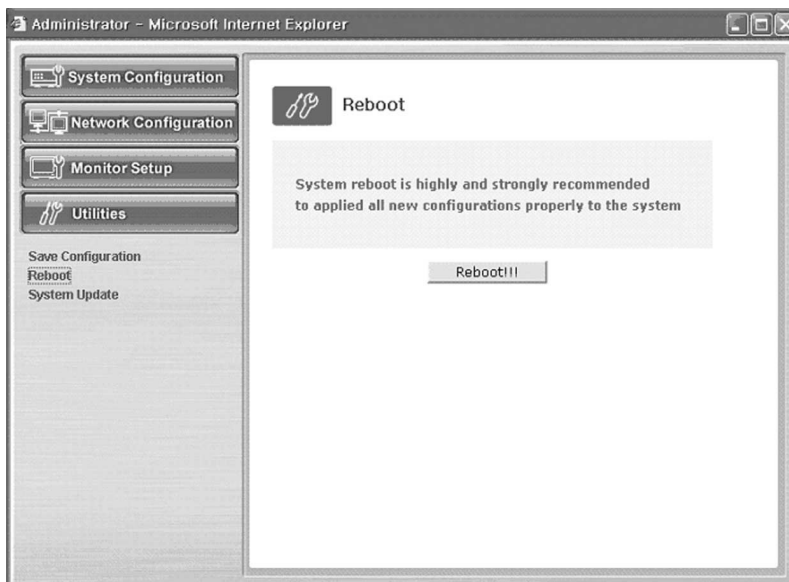 Administrator - Microsoft Internet Explorer
System Configuration
Network Configuration
Monitor Setup
Utilities
Save Configuration
Reboot
System Update
Reboot
System reboot is highly and strongly recommended
to applied all new configurations properly to the system
Reboot!!!